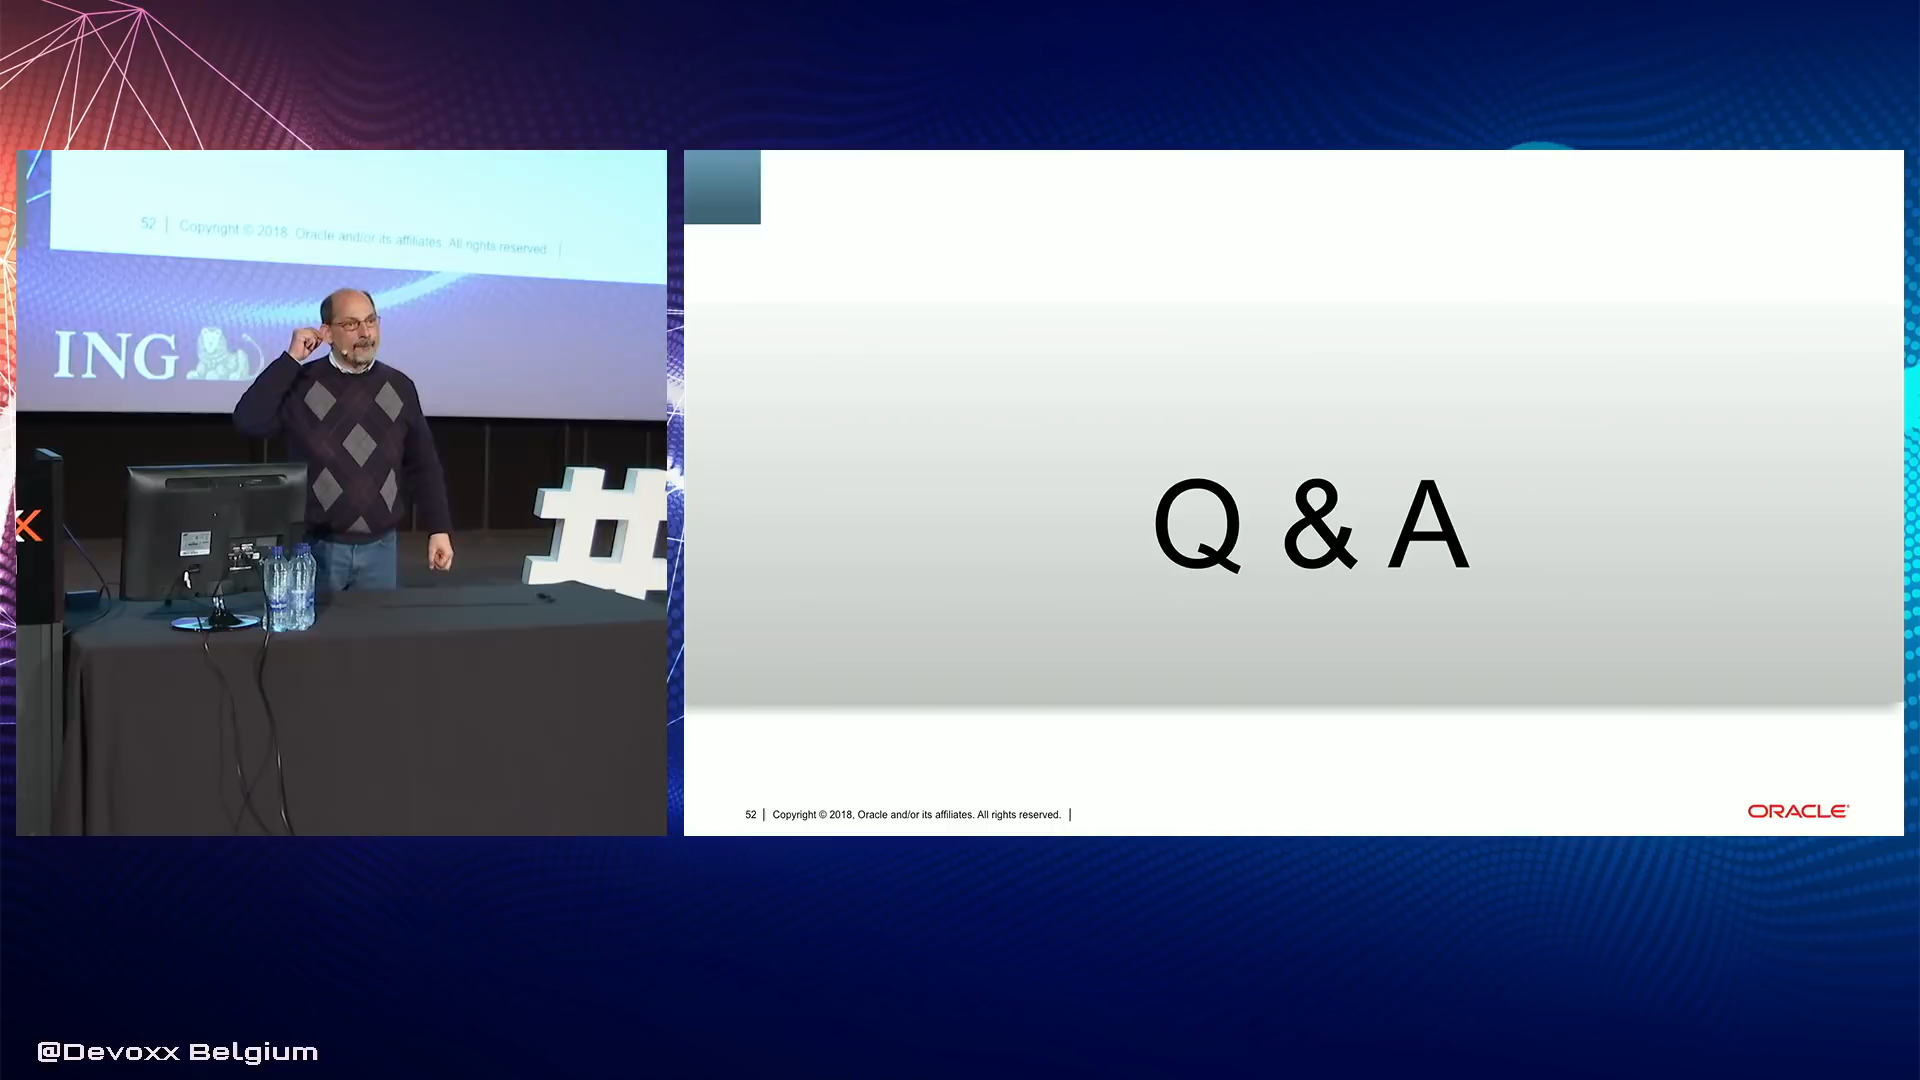 52 | Copyright © 2018, Oracle and/or its affiliates. All rights reserved. |
ING
X
#
Q & A
52 | Copyright © 2018, Oracle and/or its affiliates. All rights reserved. |
ORACLE
@Devoxx Belgium